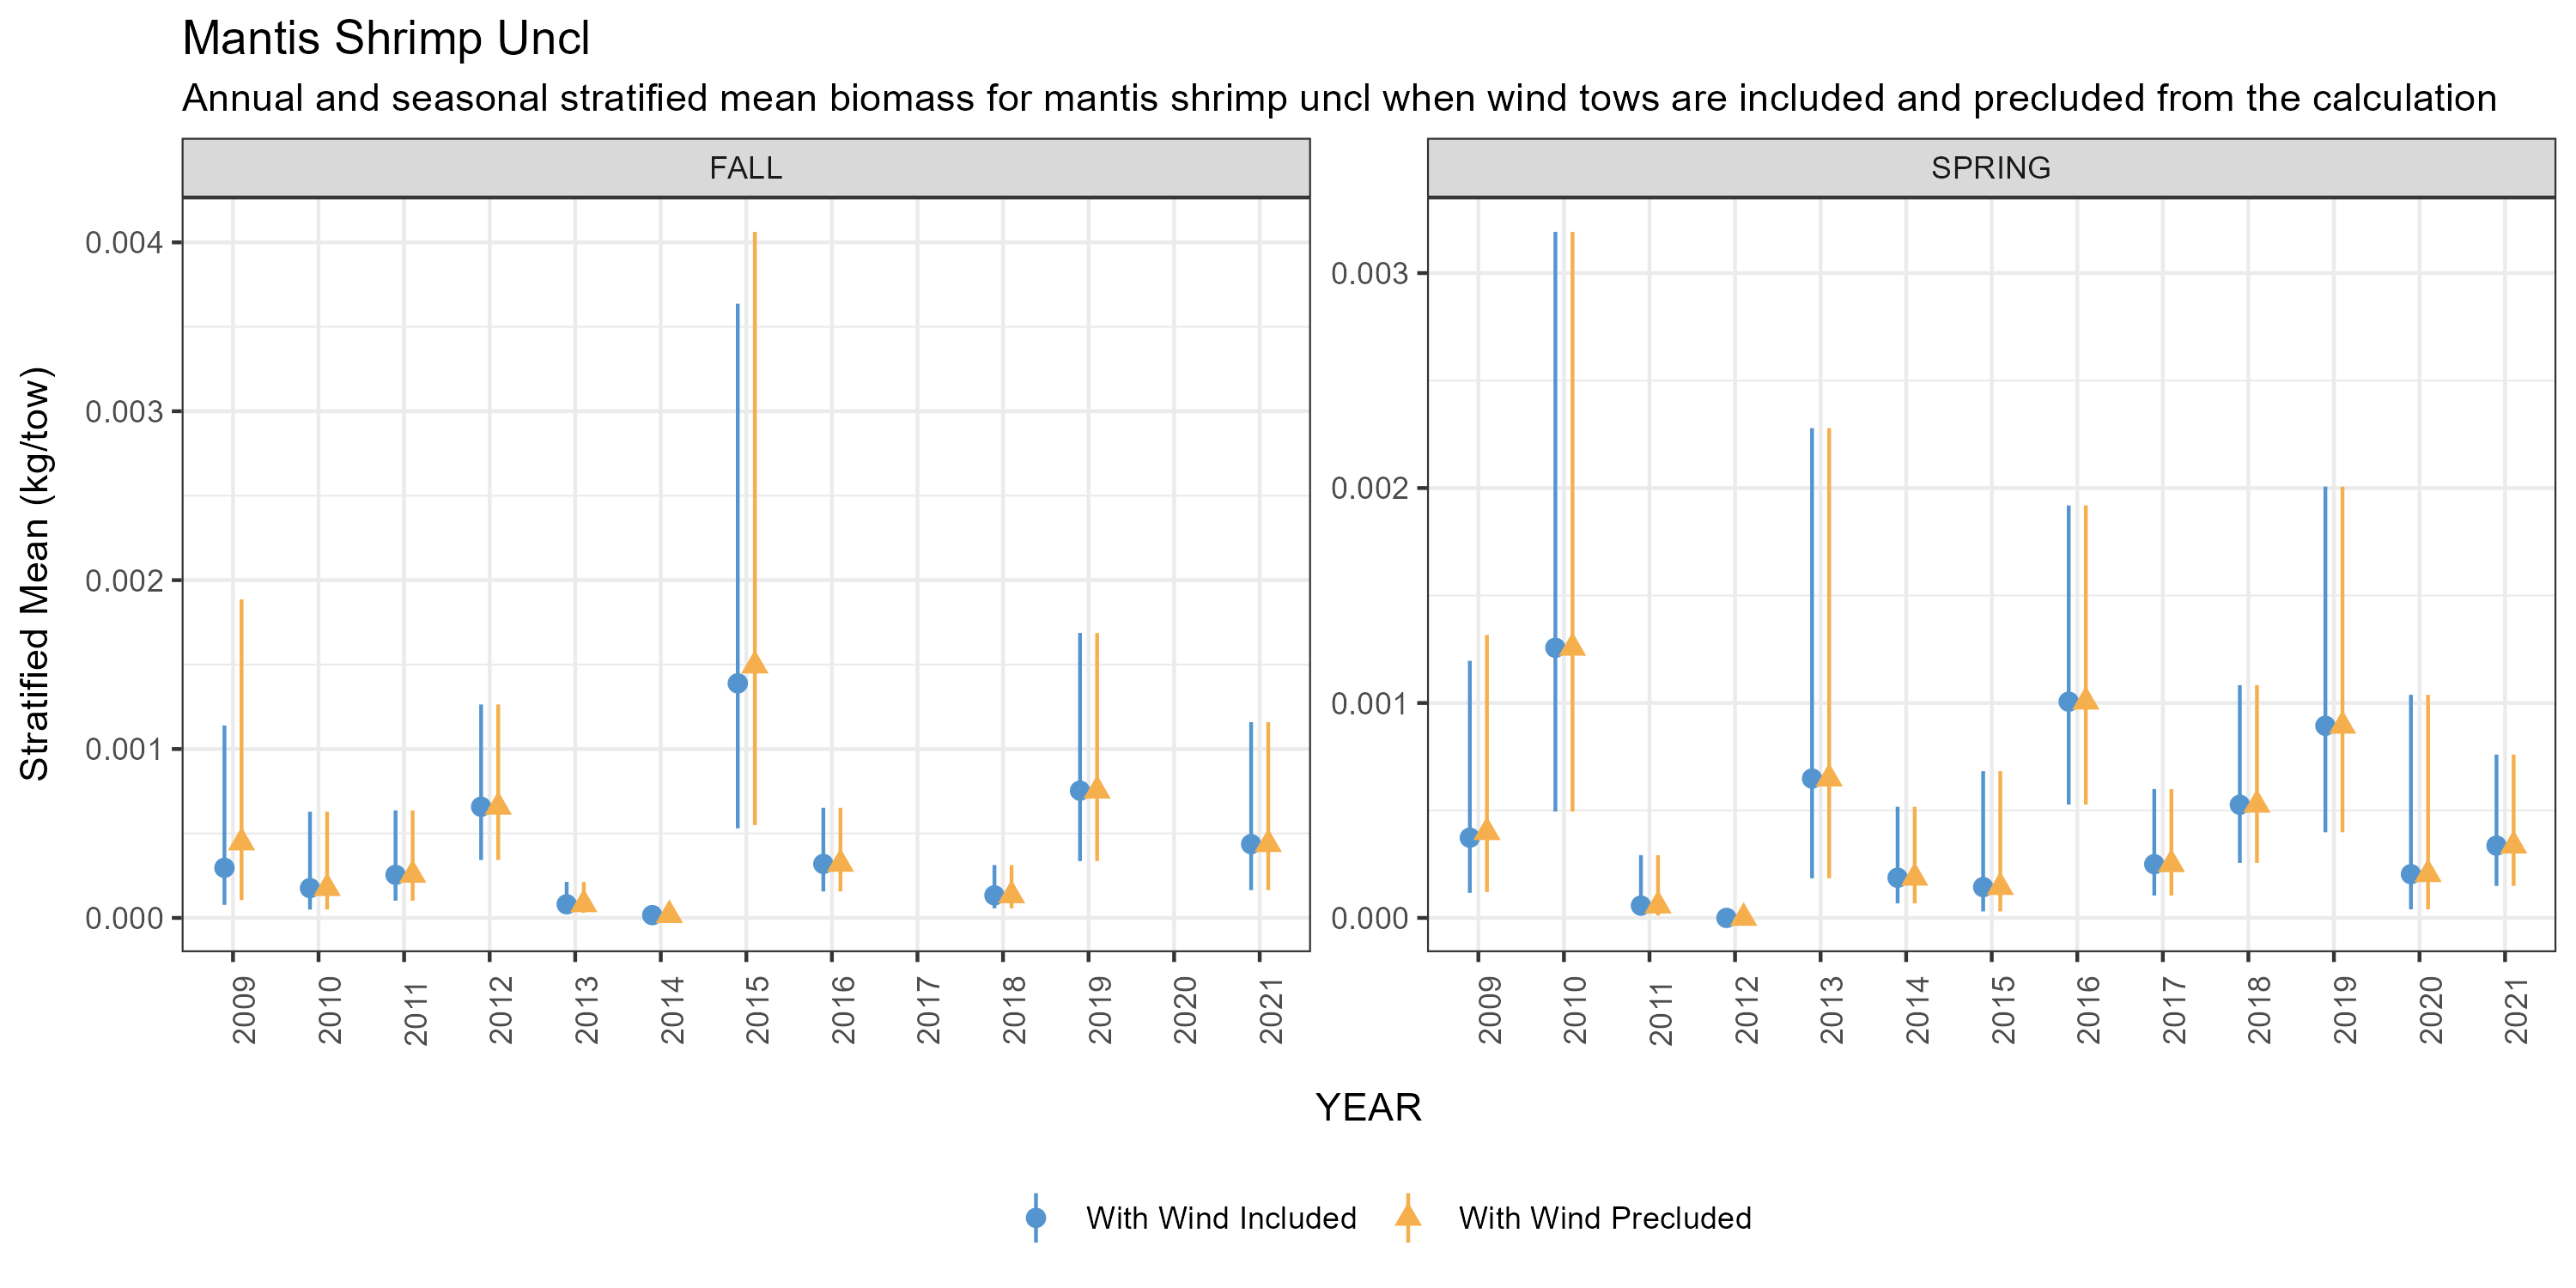 Mantis Shrimp Uncl
Annual and seasonal stratified mean biomass for mantis shrimp uncl when wind tows are included and precluded from the calculation
FALL
SPRING
Stratified Mean (kg/tow)
0.004
0.003
0.002
0.001
0.000
0.003
0.002
0.001
0.000
2009 2010 2011 2012 2013 2014 2015 2016 2017 2018 2019 2020 2021
2009 2010 2011 2012 2013 2014 2015 2016 2017 2018 2019 2020 2021
YEAR
With Wind Included
With Wind Precluded